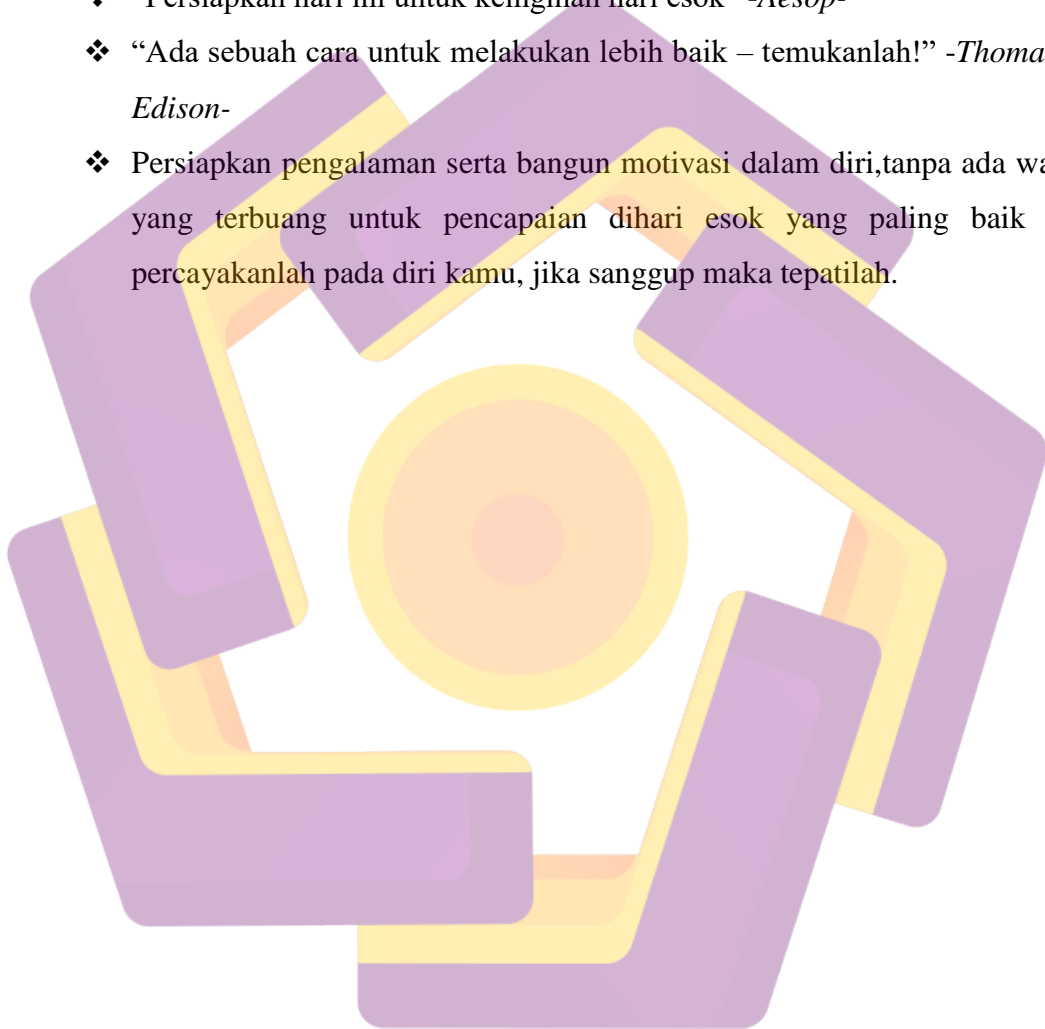 “Persiapkan hari ini untuk keinginan hari esok” -Aesop-
❖ “Ada sebuah cara untuk melakukan lebih baik – temukanlah!” -Thoma
Edison-
❖ Persiapkan pengalaman serta bangun motivasi dalam diri,tanpa ada wa
yang terbuang untuk pencapaian dihari esok yang paling baik
percayakanlah pada diri kamu, jika sanggup maka tepatilah.